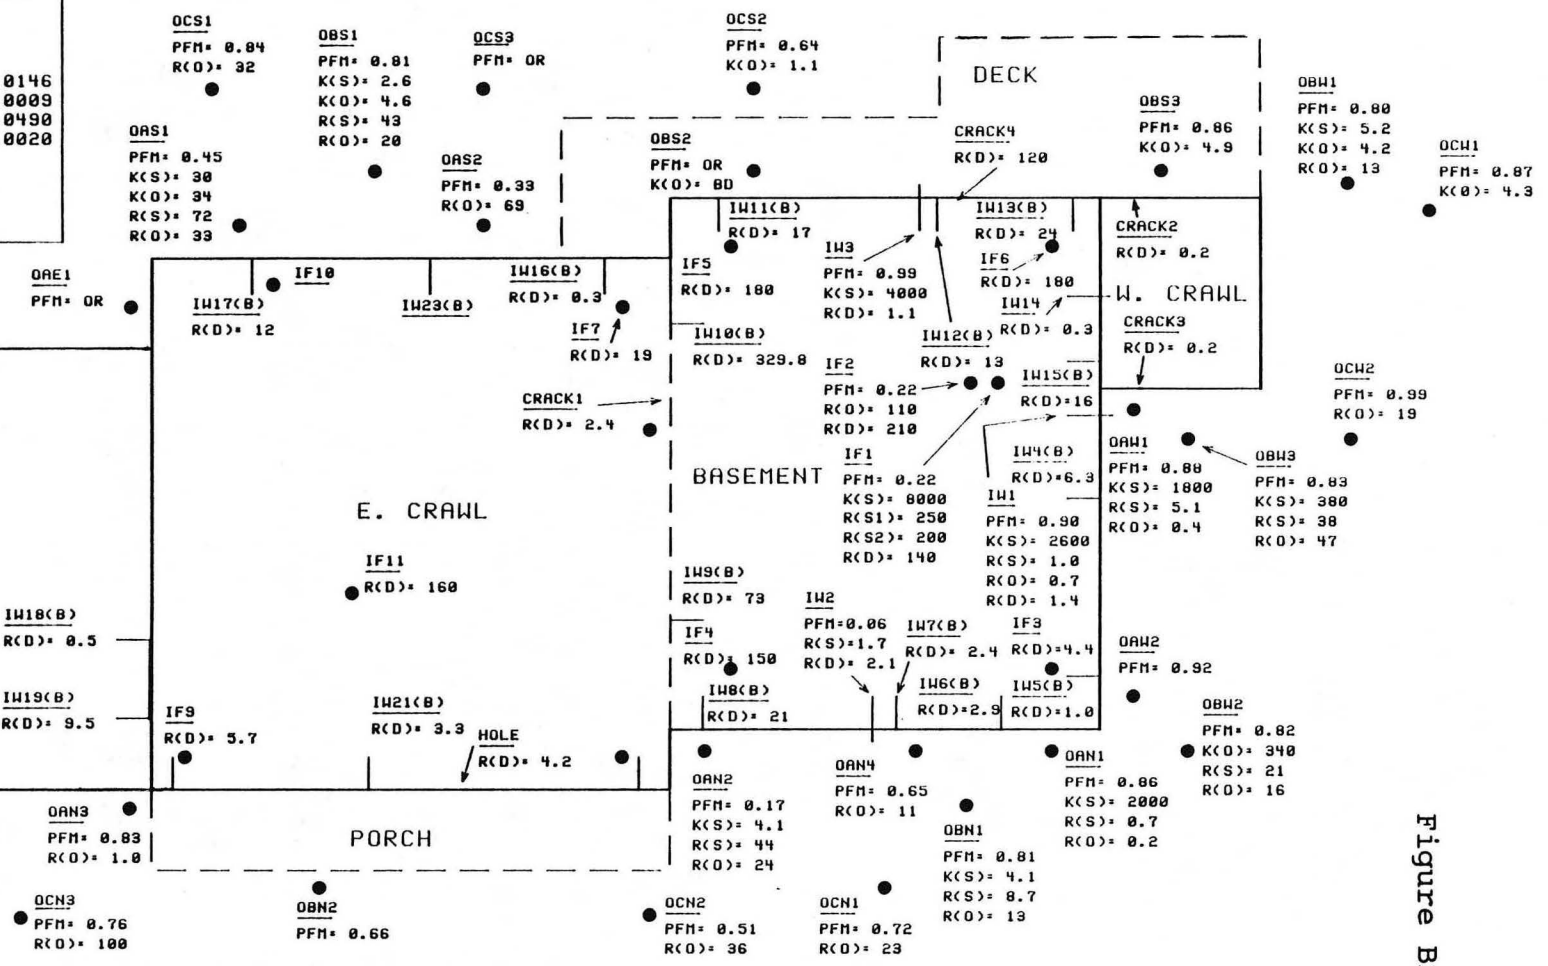 0146
0009
0490
0020
OCS1
PFM= 0.84
R(O)= 32
OBS1
PFM= 0.81
K(S)= 2.6
K(O)= 4.6
R(S)= 43
R(O)= 20
OCS3
PFM= OR
OCS2
PFM= 0.64
K(O)= 1.1
DECK
OAS1
PFM= 0.45
K(S)= 30
K(O)= 34
R(S)= 72
R(O)= 33
OAS2
PFM= 0.33
R(O)= 69
OBS2
PFM= OR
K(O)= BD
CRACK4
R(D)= 120
OBS3
PFM= 0.86
K(O)= 4.9
OBW1
PFM= 0.80
K(S)= 5.2
K(O)= 4.2
R(O)= 13
OCW1
PFM= 0.87
K(0)= 4.3
OAE1
PFM= OR
IW17(B)
R(D)= 12
IF10
IW23(B)
IW16(B)
R(D)= 0.3
IF7
R(D)= 19
CRACK1
R(D)= 2.4
E. CRAWL
IF11
R(D)= 160
IW18(B)
R(D)= 0.5
IW19(B)
R(D)= 9.5
IF9
R(D)= 5.7
IW21(B)
R(D)= 3.3
HOLE
R(D)= 4.2
IW11(B)
R(D)= 17
IF5
R(D)= 180
IW10(B)
R(D)= 329.8
IW3
PFM= 0.99
K(S)= 4000
R(D)= 1.1
IW13(B)
R(D)= 24
IF6
R(D)= 180
IW14
R(D)= 0.3
IW12(B)
R(D)= 13
CRACK2
R(D)= 0.2
W. CRAWL
CRACK3
R(D)= 0.2
IF2
PFM= 0.22
R(O)= 110
R(D)= 210
IW15(B)
R(D)=16
BASEMENT
IF1
PFM= 0.22
K(S)= 8000
R(S1)= 250
R(S2)= 200
R(D)= 140
IW4(B)
R(D)=6.3
IW1
PFM= 0.90
K(S)= 2600
R(S)= 1.0
R(O)= 0.7
R(D)= 1.4
OAW1
PFM= 0.88
K(S)= 1800
R(S)= 5.1
R(O)= 0.4
OBW3
PFM= 0.83
K(S)= 380
R(S)= 38
R(O)= 47
OCW2
PFM= 0.99
R(O)= 19
IW9(B)
R(D)= 73
IF4
R(D)= 150
IW8(B)
R(D)= 21
IW2
PFM=0.06
R(S)=1.7
R(D)= 2.1
IW7(B)
R(D)= 2.4
IF3
R(D)=4.4
IW6(B)
R(D)=2.9
IW5(B)
R(D)=1.0
OAW2
PFM= 0.92
OBW2
PFM= 0.82
K(O)= 340
R(S)= 21
R(O)= 16
OAN3
PFM= 0.83
R(O)= 1.0
PORCH
OAN2
PFM= 0.17
K(S)= 4.1
R(S)= 44
R(O)= 24
OAN4
PFM= 0.65
R(O)= 11
OAN1
PFM= 0.86
K(S)= 2000
R(S)= 0.7
R(O)= 0.2
OBN1
PFM= 0.81
K(S)= 4.1
R(S)= 8.7
R(O)= 13
OCN3
PFM= 0.76
R(O)= 100
OBN2
PFM= 0.66
OCN2
PFM= 0.51
R(O)= 36
OCN1
PFM= 0.72
R(O)= 23
Figure B